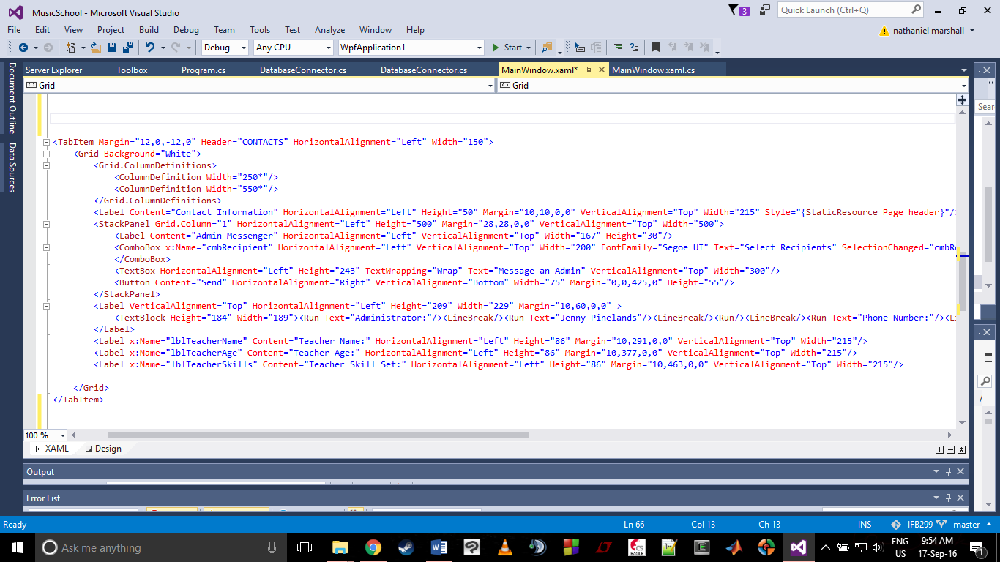 MusicSchool - Microsoft Visual Studio
3
Quick Launch (Ctrl+Q)
File Edit View Project Build Debug Team Tools Test Analyze Window Help
nathaniel marshall
Debug Any CPU WpfApplication1 Start
Document Outline
Data Sources
Server Explorer Toolbox Program.cs DatabaseConnector.cs DatabaseConnector.cs MainWindow.xaml* MainWindow.xaml.cs
Grid Grid
Sear
<TabItem Margin="12,0,-12,0" Header="CONTACTS" HorizontalAlignment="Left" Width="150">
<Grid Background="White">
<Grid.ColumnDefinitions>
<ColumnDefinition Width="250*"/>
<ColumnDefinition Width="550*"/>
</Grid.ColumnDefinitions>
<Label Content="Contact Information" HorizontalAlignment="Left" Height="50" Margin="10,10,0,0" VerticalAlignment="Top" Width="215" Style="{StaticResource Page_header}"/
<StackPanel Grid.Column="1" HorizontalAlignment="Left" Height="500" Margin="28,28,0,0" VerticalAlignment="Top" Width="500">
<Label Content="Admin Messenger" HorizontalAlignment="Left" VerticalAlignment="Top" Width="167" Height="30"/>
<ComboBox x:Name="cmbRecipient" HorizontalAlignment="Left" VerticalAlignment="Top" Width="200" FontFamily="Segoe UI" Text="Select Recipients" SelectionChanged="cmbR
</ComboBox>
<TextBox HorizontalAlignment="Left" Height="243" TextWrapping="Wrap" Text="Message an Admin" VerticalAlignment="Top" Width="300"/>
<Button Content="Send" HorizontalAlignment="Right" VerticalAlignment="Bottom" Width="75" Margin="0,0,425,0" Height="55"/>
</StackPanel>
<Label VerticalAlignment="Top" HorizontalAlignment="Left" Height="209" Width="229" Margin="10,60,0,0" >
<TextBlock Height="184" Width="189"><Run Text="Administrator:"/><LineBreak/><Run Text="Jenny Pinelands"/><LineBreak/><Run/><LineBreak/><Run Text="Phone Number:"/><Li
</Label>
<Label x:Name="lblTeacherName" Content="Teacher Name:" HorizontalAlignment="Left" Height="86" Margin="10,291,0,0" VerticalAlignment="Top" Width="215"/>
<Label x:Name="lblTeacherAge" Content="Teacher Age:" HorizontalAlignment="Left" Height="86" Margin="10,377,0,0" VerticalAlignment="Top" Width="215"/>
<Label x:Name="lblTeacherSkills" Content="Teacher Skill Set:" HorizontalAlignment="Left" Height="86" Margin="10,463,0,0" VerticalAlignment="Top" Width="215"/>
</Grid>
</TabItem>
100 %
XAML Design
Output
Error List
Ready Ln 66 Col 13 Ch 13 INS IFB299 master
Ask me anything
ENG
US
9:54 AM
17-Sep-16
1